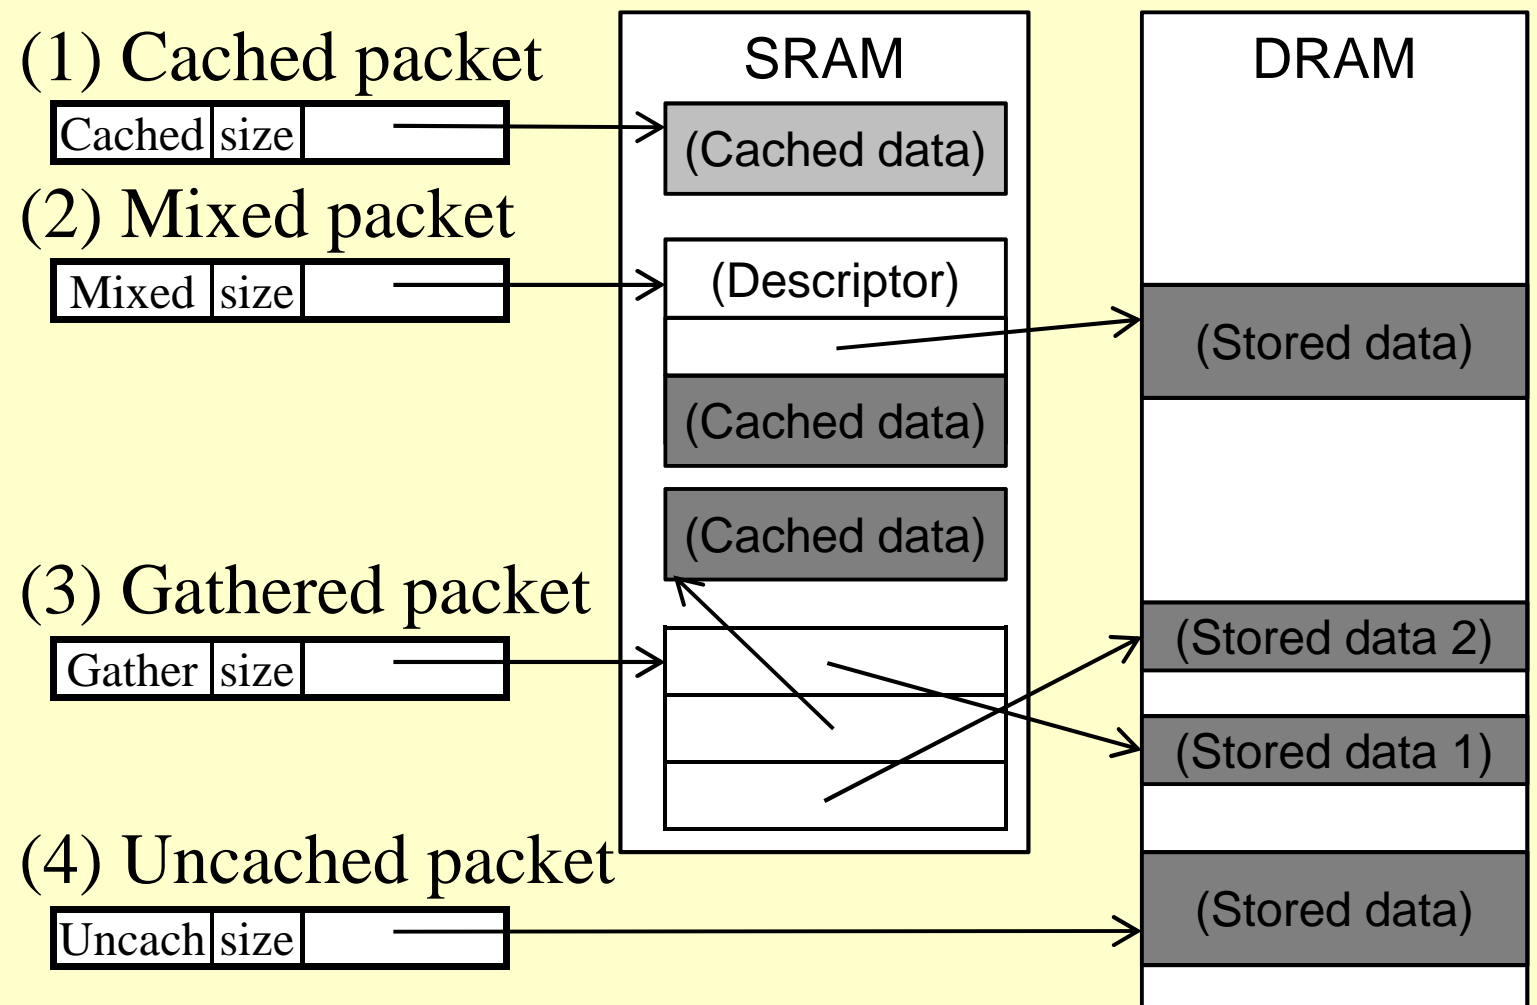 (1) Cached packet
Cached size
(2) Mixed packet
Mixed size
(3) Gathered packet
Gather size
(4) Uncached packet
Uncach size
SRAM
(Cached data)
(Descriptor)
(Cached data)
(Cached data)
DRAM
(Stored data)
(Stored data 2)
(Stored data 1)
(Stored data)